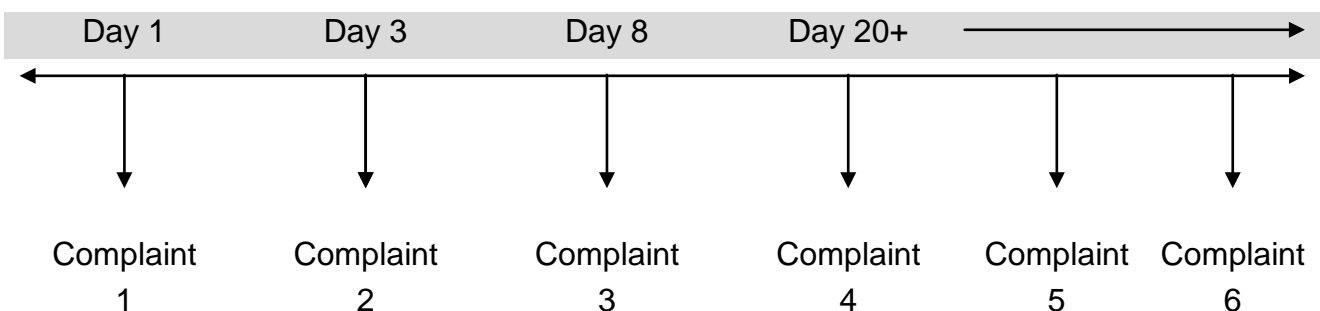 Day 1 Day 3 Day 8 Day 20+
Complaint Complaint Complaint Complaint Complaint Complaint
1 2 3 4 5 6